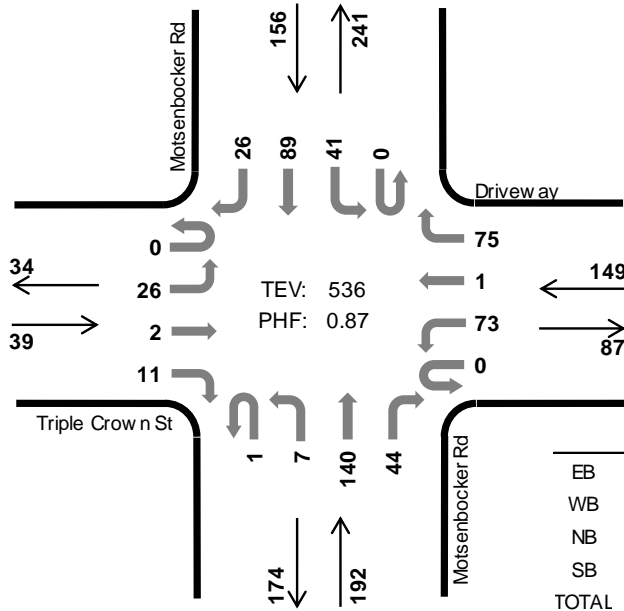 156
241
Motsenbocker Rd
26
89
41
0
Driveway
0
75
34
26
TEV: 536
1
149
39
2
PHF: 0.87
73
87
11
0
Triple Crown St
1
7
140
44
Motsenbocker Rd
EB
WB
NB
SB
TOTAL
174
192